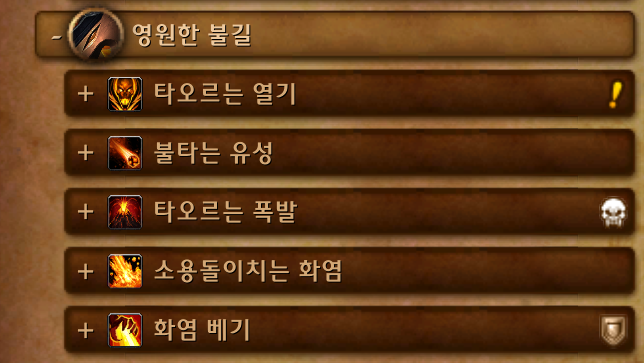 - 영원한 불길
+ 타오르는 열기
+ 불타는 유성
+ 타오르는 폭발
+ 소용돌이치는 화염
+ 화염 베기